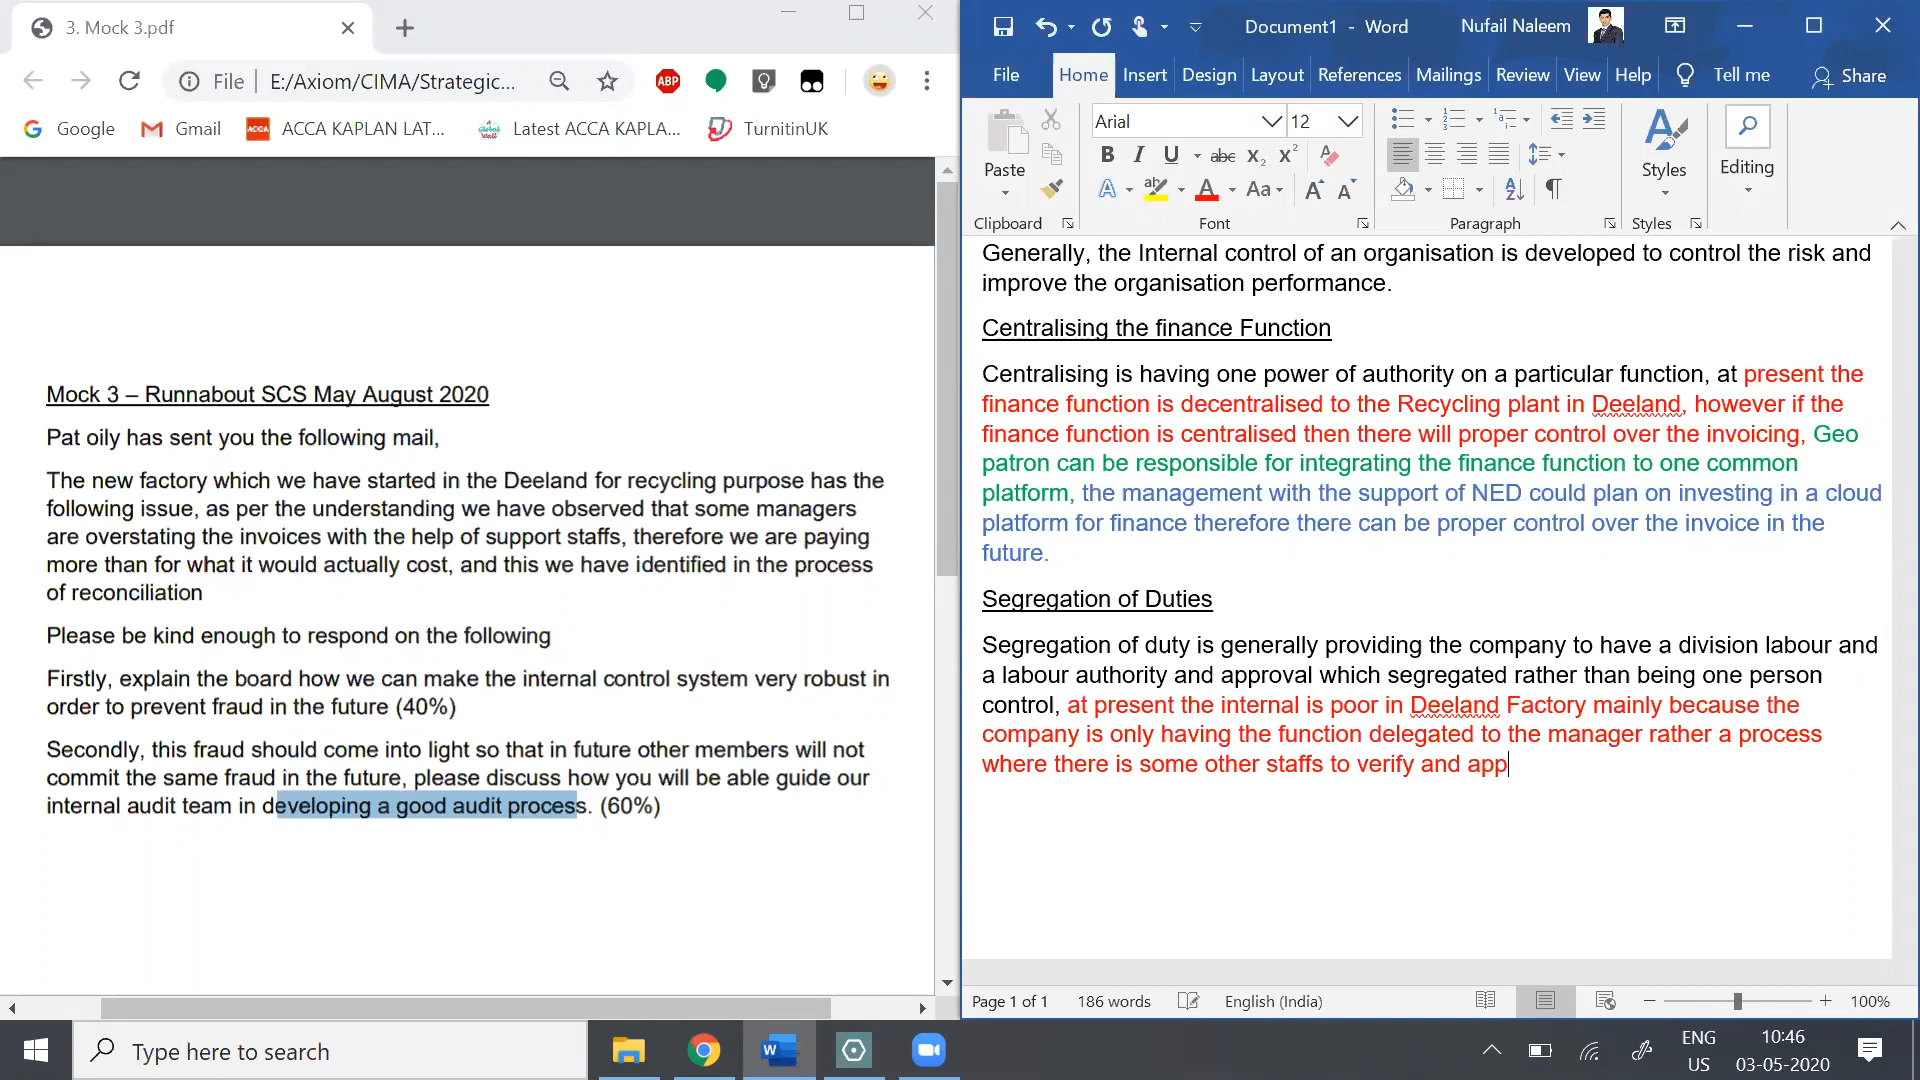 3. Mock 3.pdf
File
E:/Axiom/CIMA/Strategic...
ABP
Google
Gmail
ACCA
ACCA KAPLAN LAT...
Latest ACCA KAPLA...
TurnitinUK
Mock 3 – Runnabout SCS May August 2020
Pat oily has sent you the following mail,
The new factory which we have started in the Deeland for recycling purpose has the
following issue, as per the understanding we have observed that some managers
are overstating the invoices with the help of support staffs, therefore we are paying
more than for what it would actually cost, and this we have identified in the process
of reconciliation
Please be kind enough to respond on the following
Firstly, explain the board how we can make the internal control system very robust in
order to prevent fraud in the future (40%)
Secondly, this fraud should come into light so that in future other members will not
commit the same fraud in the future, please discuss how you will be able guide our
internal audit team in developing a good audit process. (60%)
Document1 - Word
Nufail Naleem
File Home Insert Design Layout References Mailings Review View Help Tell me Share
Paste
Arial 12
B I U abc X₂ X²
A ab A Aa A A
Styles
Editing
Clipboard Font Paragraph Styles
Generally, the Internal control of an organisation is developed to control the risk and
improve the organisation performance.
Centralising the finance Function
Centralising is having one power of authority on a particular function, at present the
finance function is decentralised to the Recycling plant in Deeland, however if the
finance function is centralised then there will proper control over the invoicing, Geo
patron can be responsible for integrating the finance function to one common
platform, the management with the support of NED could plan on investing in a cloud
platform for finance therefore there can be proper control over the invoice in the
future.
Segregation of Duties
Segregation of duty is generally providing the company to have a division labour and
a labour authority and approval which segregated rather than being one person
control, at present the internal is poor in Deeland Factory mainly because the
company is only having the function delegated to the manager rather a process
where there is some other staffs to verify and app
Page 1 of 1 186 words English (India) 100%
Type here to search
ENG
US
10:46
03-05-2020